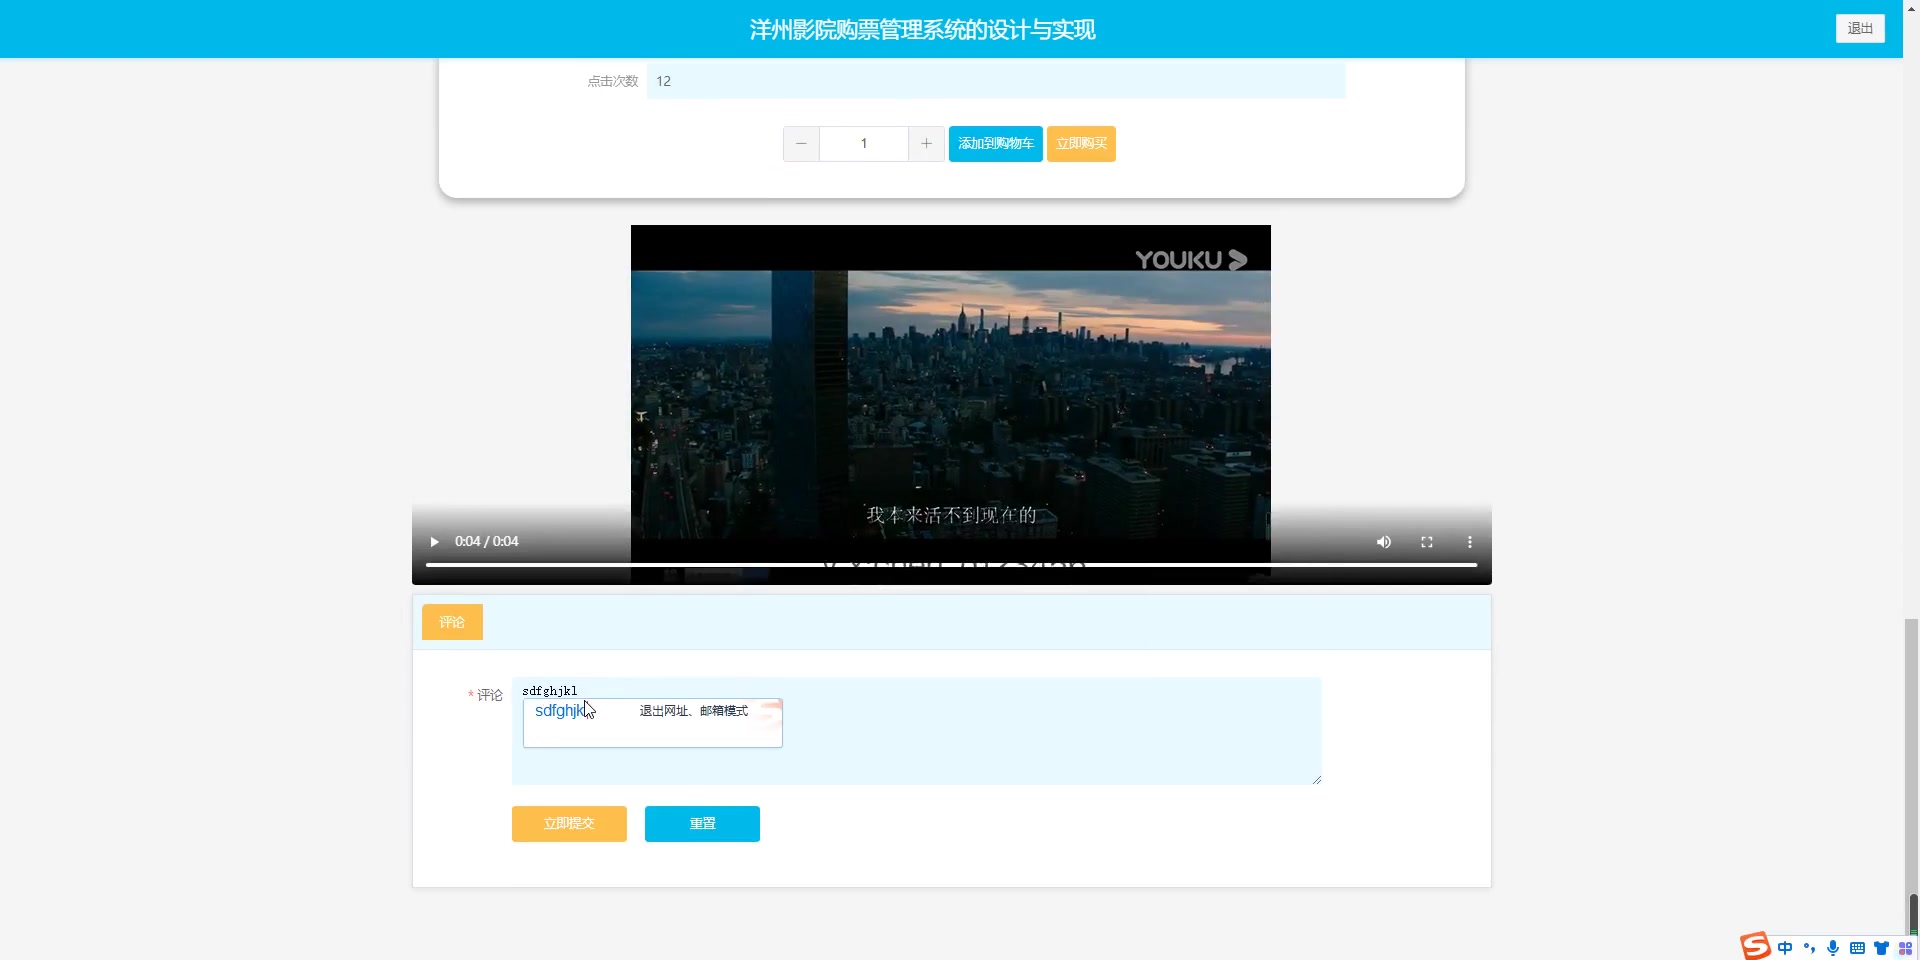 洋州影院购票管理系统的设计与实现
退出
点击次数 12
1 添加到购物车 立即购买
YOUKU
我本来活不到现在的
0:04 / 0:04
评论
* 评论 sdfghjkl
退出网址、邮箱模式
立即提交 重置
中